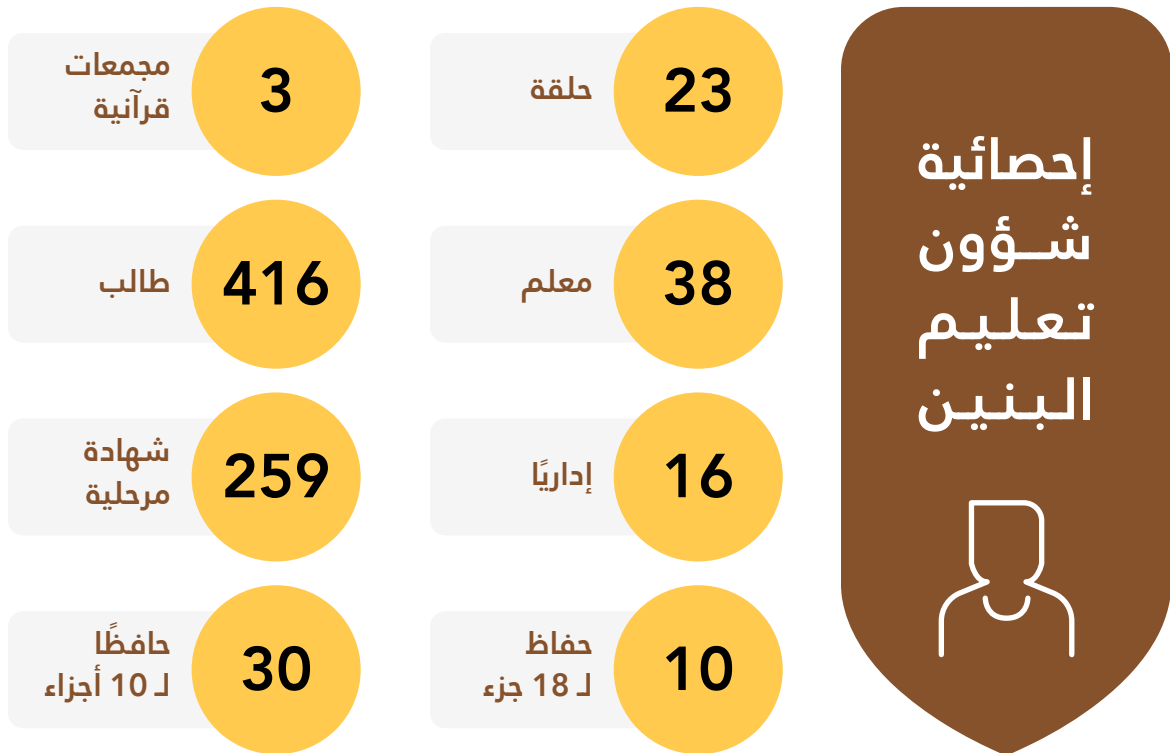 إحصائية
شـؤون
تعليم
البنين
23
حلقة
3
مجمعات
قرآنية
38
معلم
416
طالب
16
إداريًا
259
شهادة
مرحلية
10
حفاظ
لـ 18 جزء
30
حافظًا
لـ 10 أجزاء